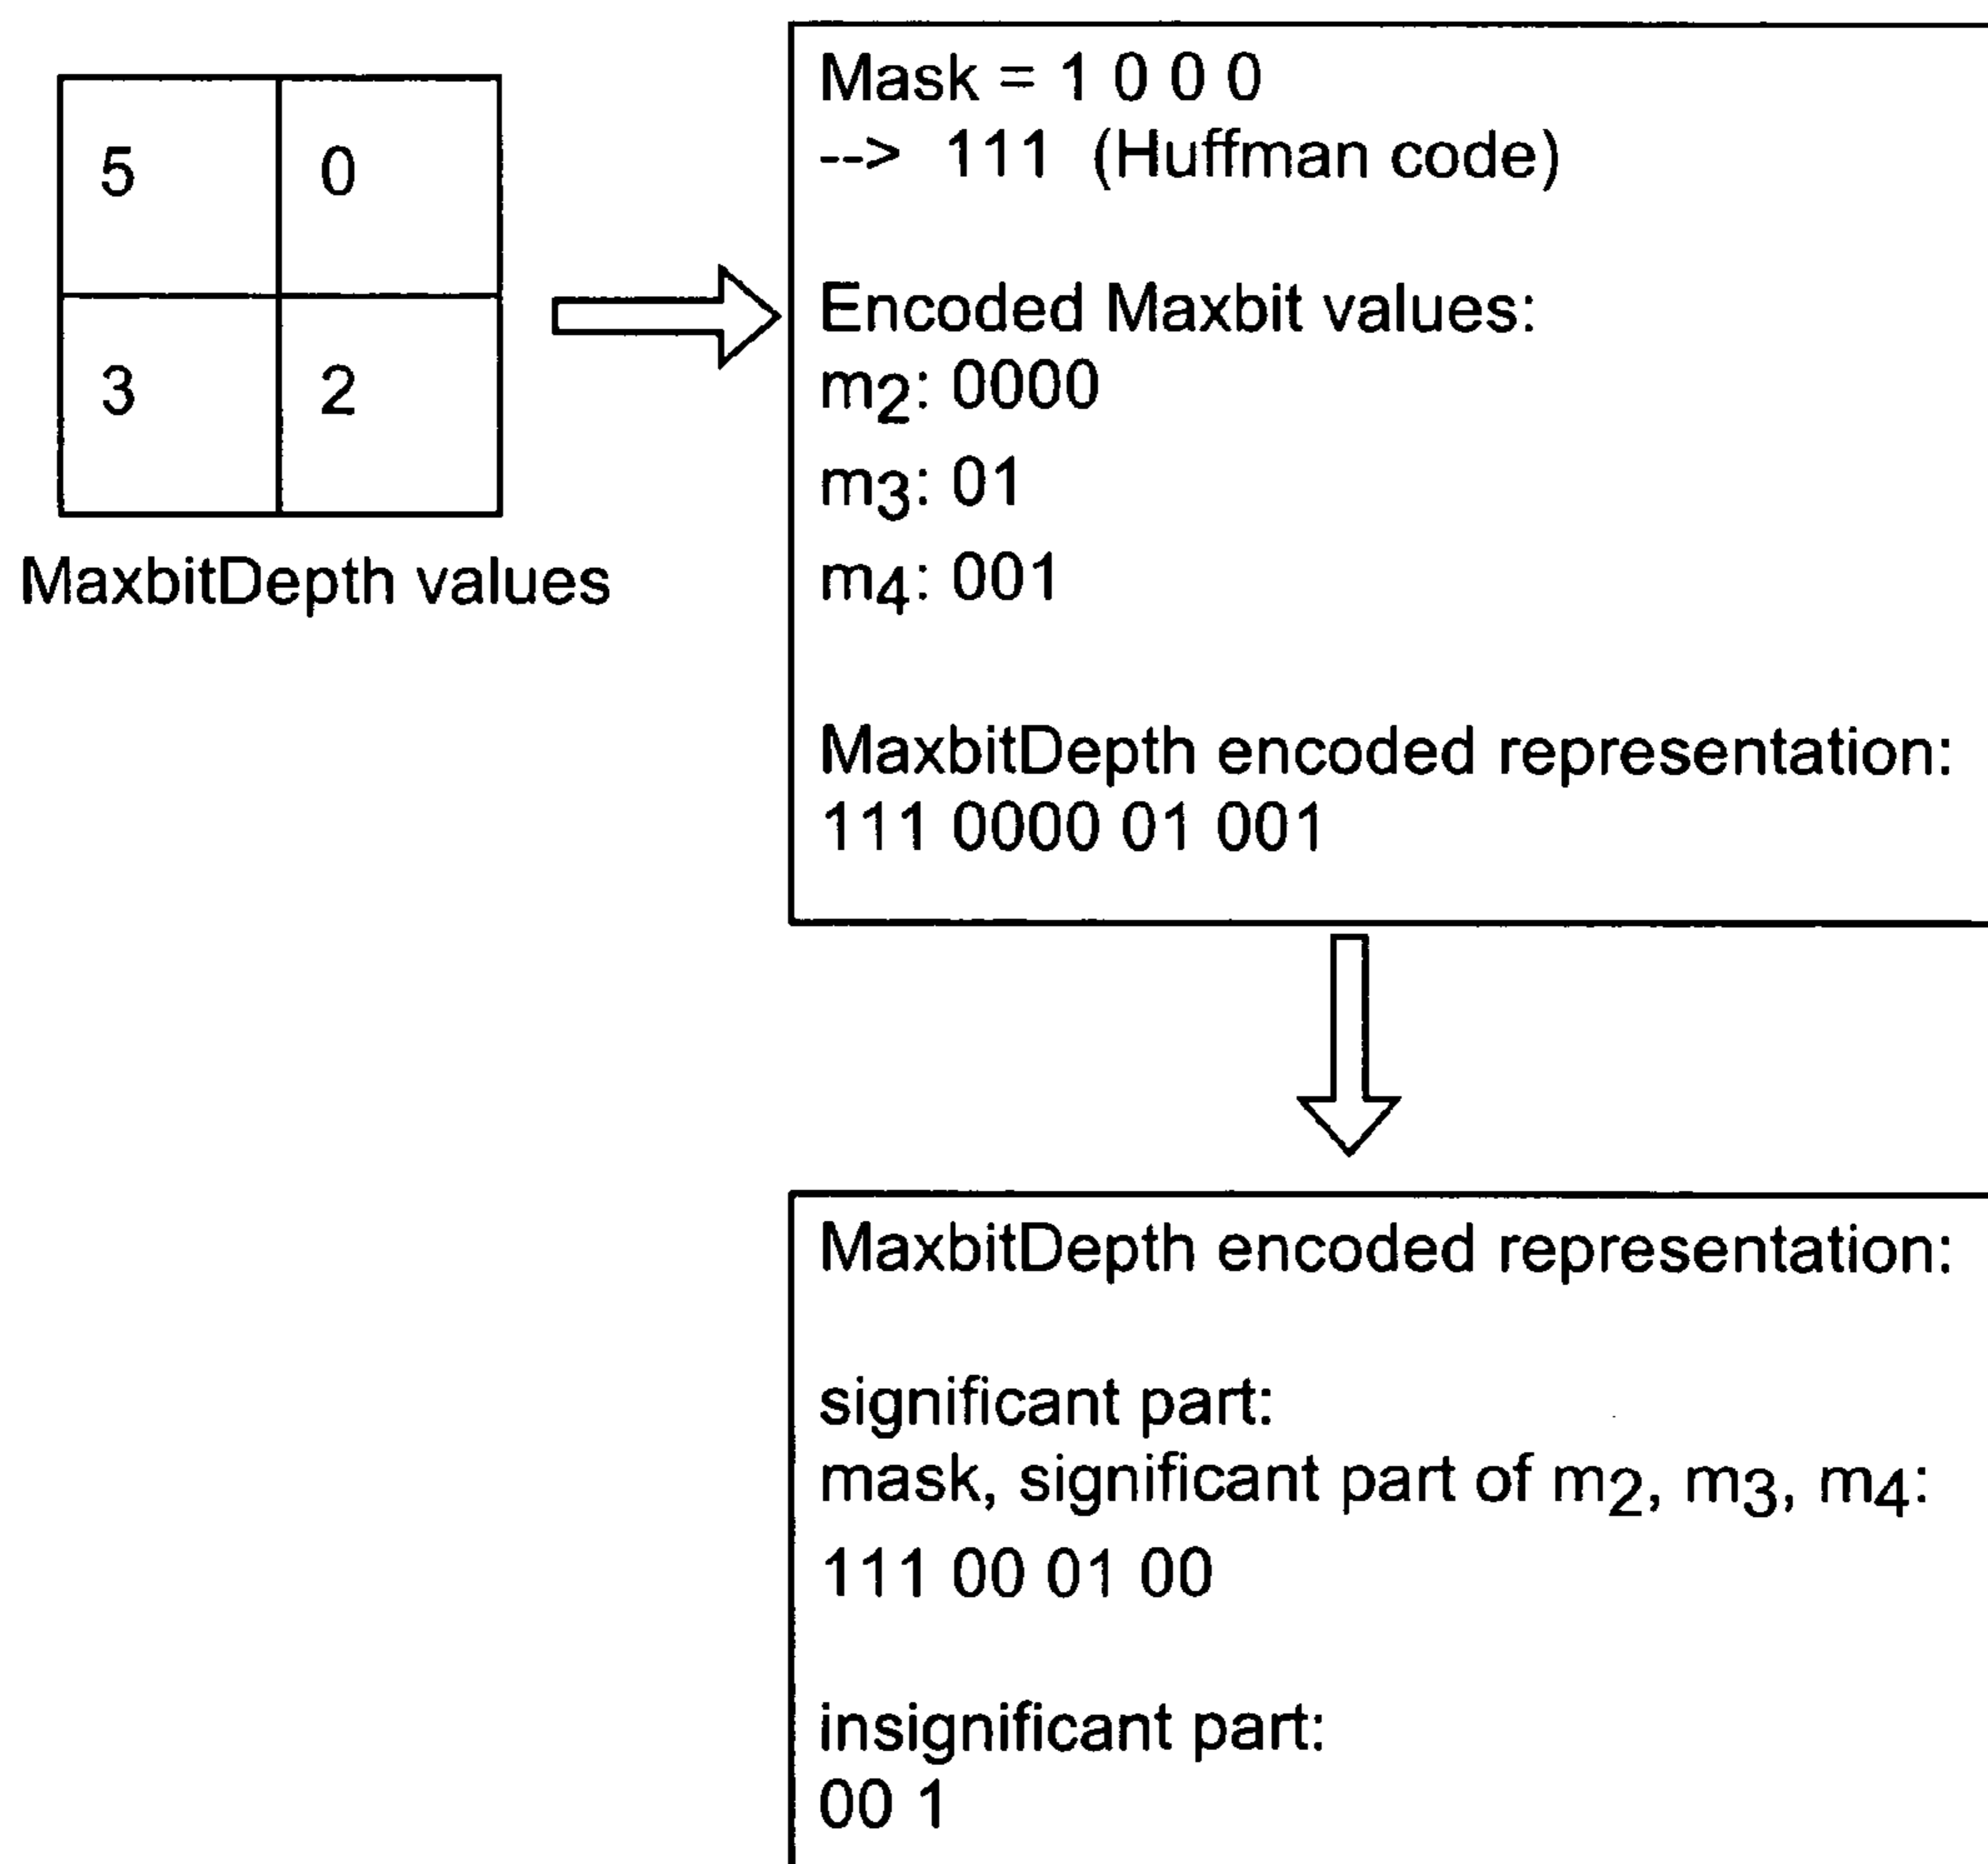 5 0
3 2
MaxbitDepth values
Mask = 1 0 0 0
--> 111 (Huffman code)
Encoded Maxbit values:
m2: 0000
m3: 01
m4: 001
MaxbitDepth encoded representation:
111 0000 01 001
MaxbitDepth encoded representation:
significant part:
mask, significant part of m2, m3, m4:
111 00 01 00
insignificant part:
00 1